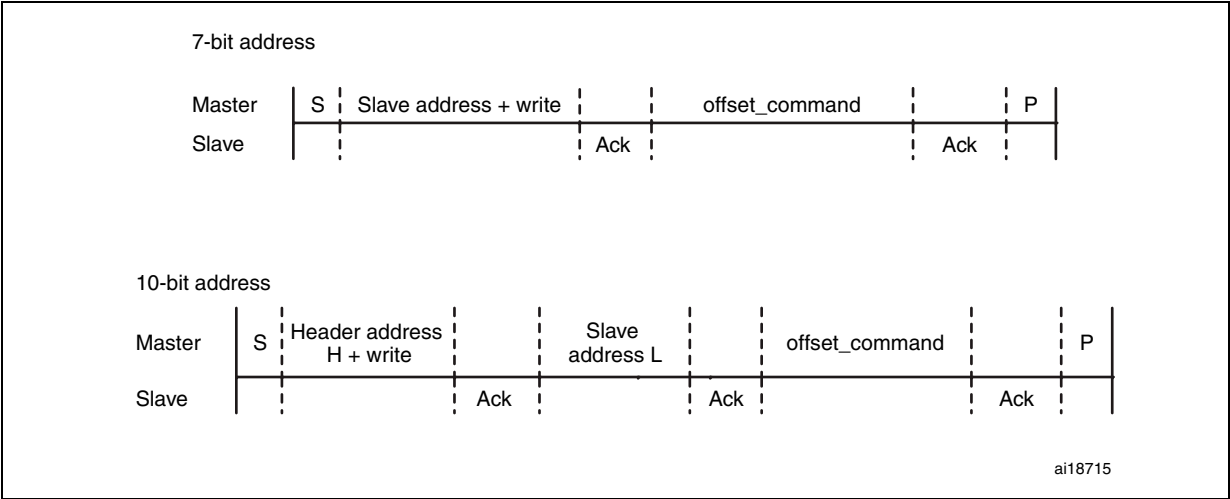 7-bit address
Master S Slave address + write offset_command P
Slave Ack Ack
10-bit address
Master S Header address H + write Slave address L offset_command P
Slave Ack Ack Ack
ai18715